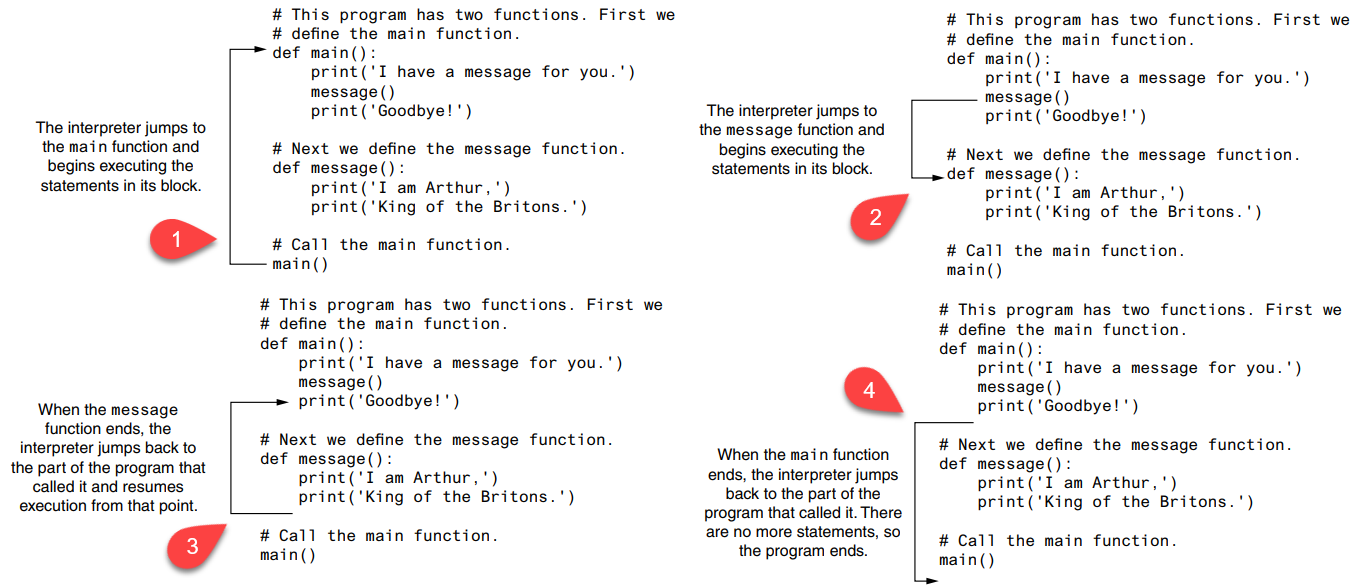 # This program has two functions. First we
# define the main function.
def main():
    print('I have a message for you.')
    message()
    print('Goodbye!')
# Next we define the message function.
def message():
    print('I am Arthur,')
    print('King of the Britons.')
# Call the main function.
main()
The interpreter jumps to
the main function and
begins executing the
statements in its block.
1
# This program has two functions. First we
# define the main function.
def main():
    print('I have a message for you.')
    message()
    print('Goodbye!')
# Next we define the message function.
def message():
    print('I am Arthur,')
    print('King of the Britons.')
# Call the main function.
main()
The interpreter jumps to
the message function and
begins executing the
statements in its block.
2
# This program has two functions. First we
# define the main function.
def main():
    print('I have a message for you.')
    message()
    print('Goodbye!')
# Next we define the message function.
def message():
    print('I am Arthur,')
    print('King of the Britons.')
# Call the main function.
main()
When the message
function ends, the
interpreter jumps back to
the part of the program that
called it and resumes
execution from that point.
3
# This program has two functions. First we
# define the main function.
def main():
    print('I have a message for you.')
    message()
    print('Goodbye!')
# Next we define the message function.
def message():
    print('I am Arthur,')
    print('King of the Britons.')
# Call the main function.
main()
4
When the main function
ends, the interpreter jumps
back to the part of the
program that called it. There
are no more statements, so
the program ends.